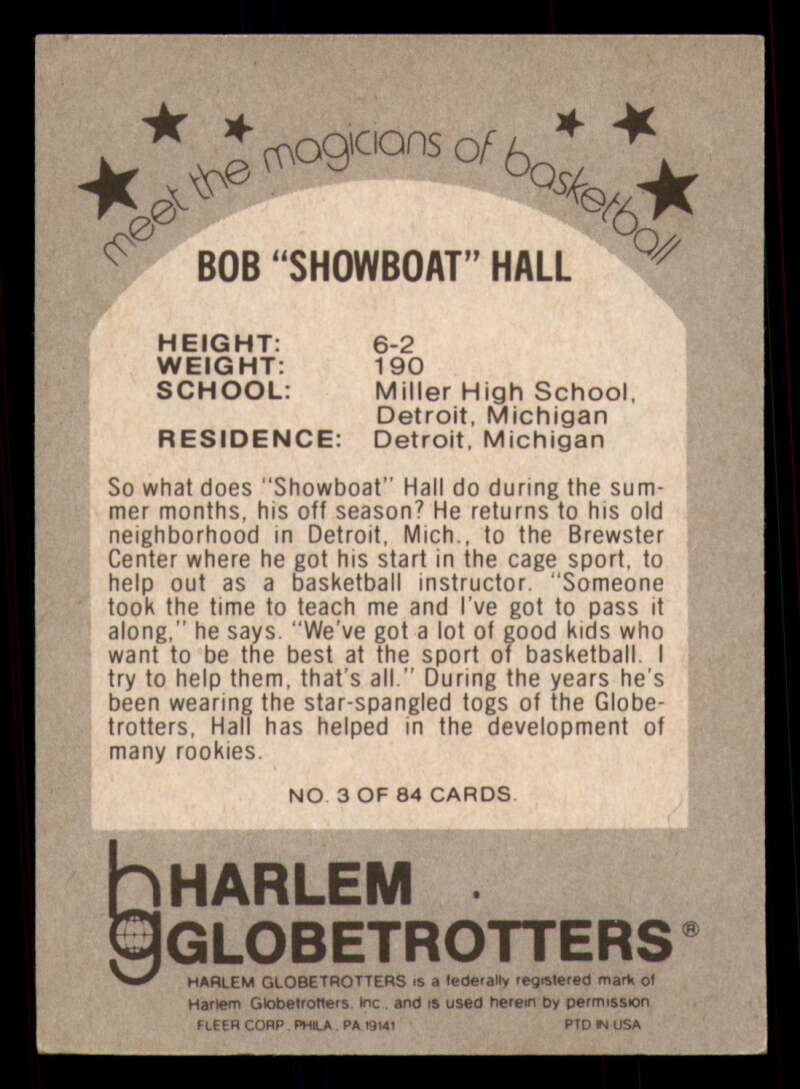 meet the magicians of basketball
BOB "SHOWBOAT" HALL
HEIGHT: 6-2
WEIGHT: 190
SCHOOL: Miller High School,
Detroit, Michigan
RESIDENCE: Detroit, Michigan
So what does "Showboat" Hall do during the sum-
mer months, his off season? He returns to his old
neighborhood in Detroit, Mich., to the Brewster
Center where he got his start in the cage sport, to
help out as a basketball instructor. "Someone
took the time to teach me and I've got to pass it
along," he says. "We've got a lot of good kids who
want to be the best at the sport of basketball. I
try to help them, that's all." During the years he's
been wearing the star-spangled togs of the Globe-
trotters, Hall has helped in the development of
many rookies.
NO. 3 OF 84 CARDS.
hg HARLEM
GLOBETROTTERS®
HARLEM GLOBETROTTERS is a federally registered mark of
Harlem Globetrotters, Inc., and is used herein by permission
FLEER CORP., PHILA., PA 19141 PTD IN USA